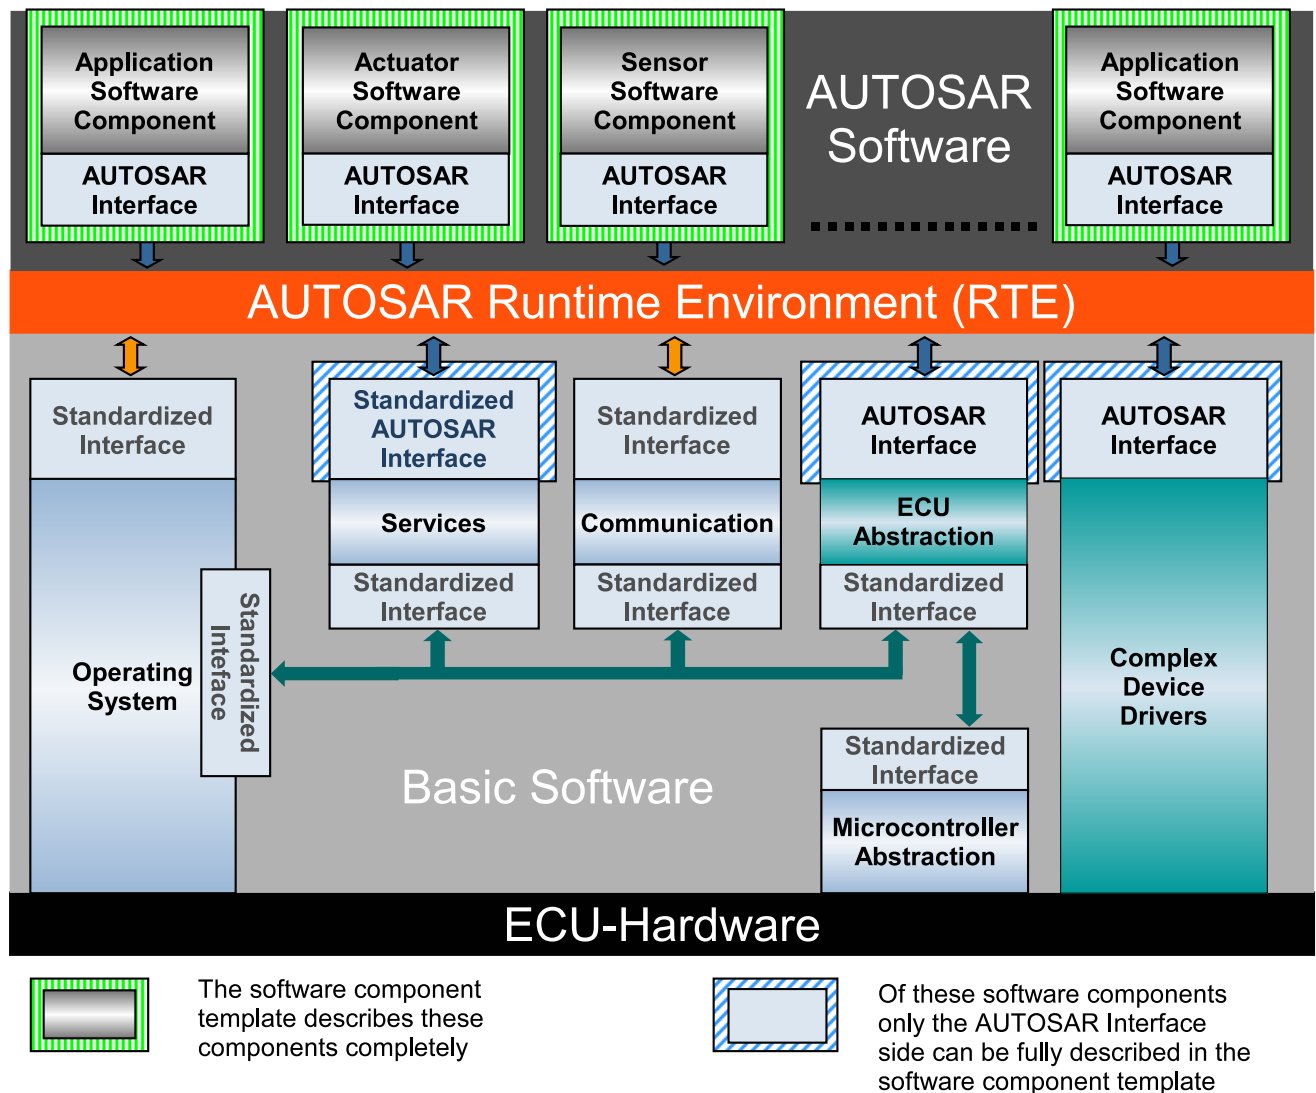 Application
Software
Component
AUTOSAR
Interface
Actuator
Software
Component
AUTOSAR
Interface
Sensor
Software
Component
AUTOSAR
Interface
AUTOSAR
Software
Application
Software
Component
AUTOSAR
Interface
AUTOSAR Runtime Environment (RTE)
Standardized
Interface
Operating
System
Standardized
Inteface
Standardized
AUTOSAR
Interface
Services
Standardized
Interface
Standardized
Interface
Communication
Standardized
Interface
AUTOSAR
Interface
ECU
Abstraction
Standardized
Interface
Standardized
Interface
Microcontroller
Abstraction
AUTOSAR
Interface
Complex
Device
Drivers
Basic Software
ECU-Hardware
The software component
template describes these
components completely
Of these software components
only the AUTOSAR Interface
side can be fully described in the
software component template